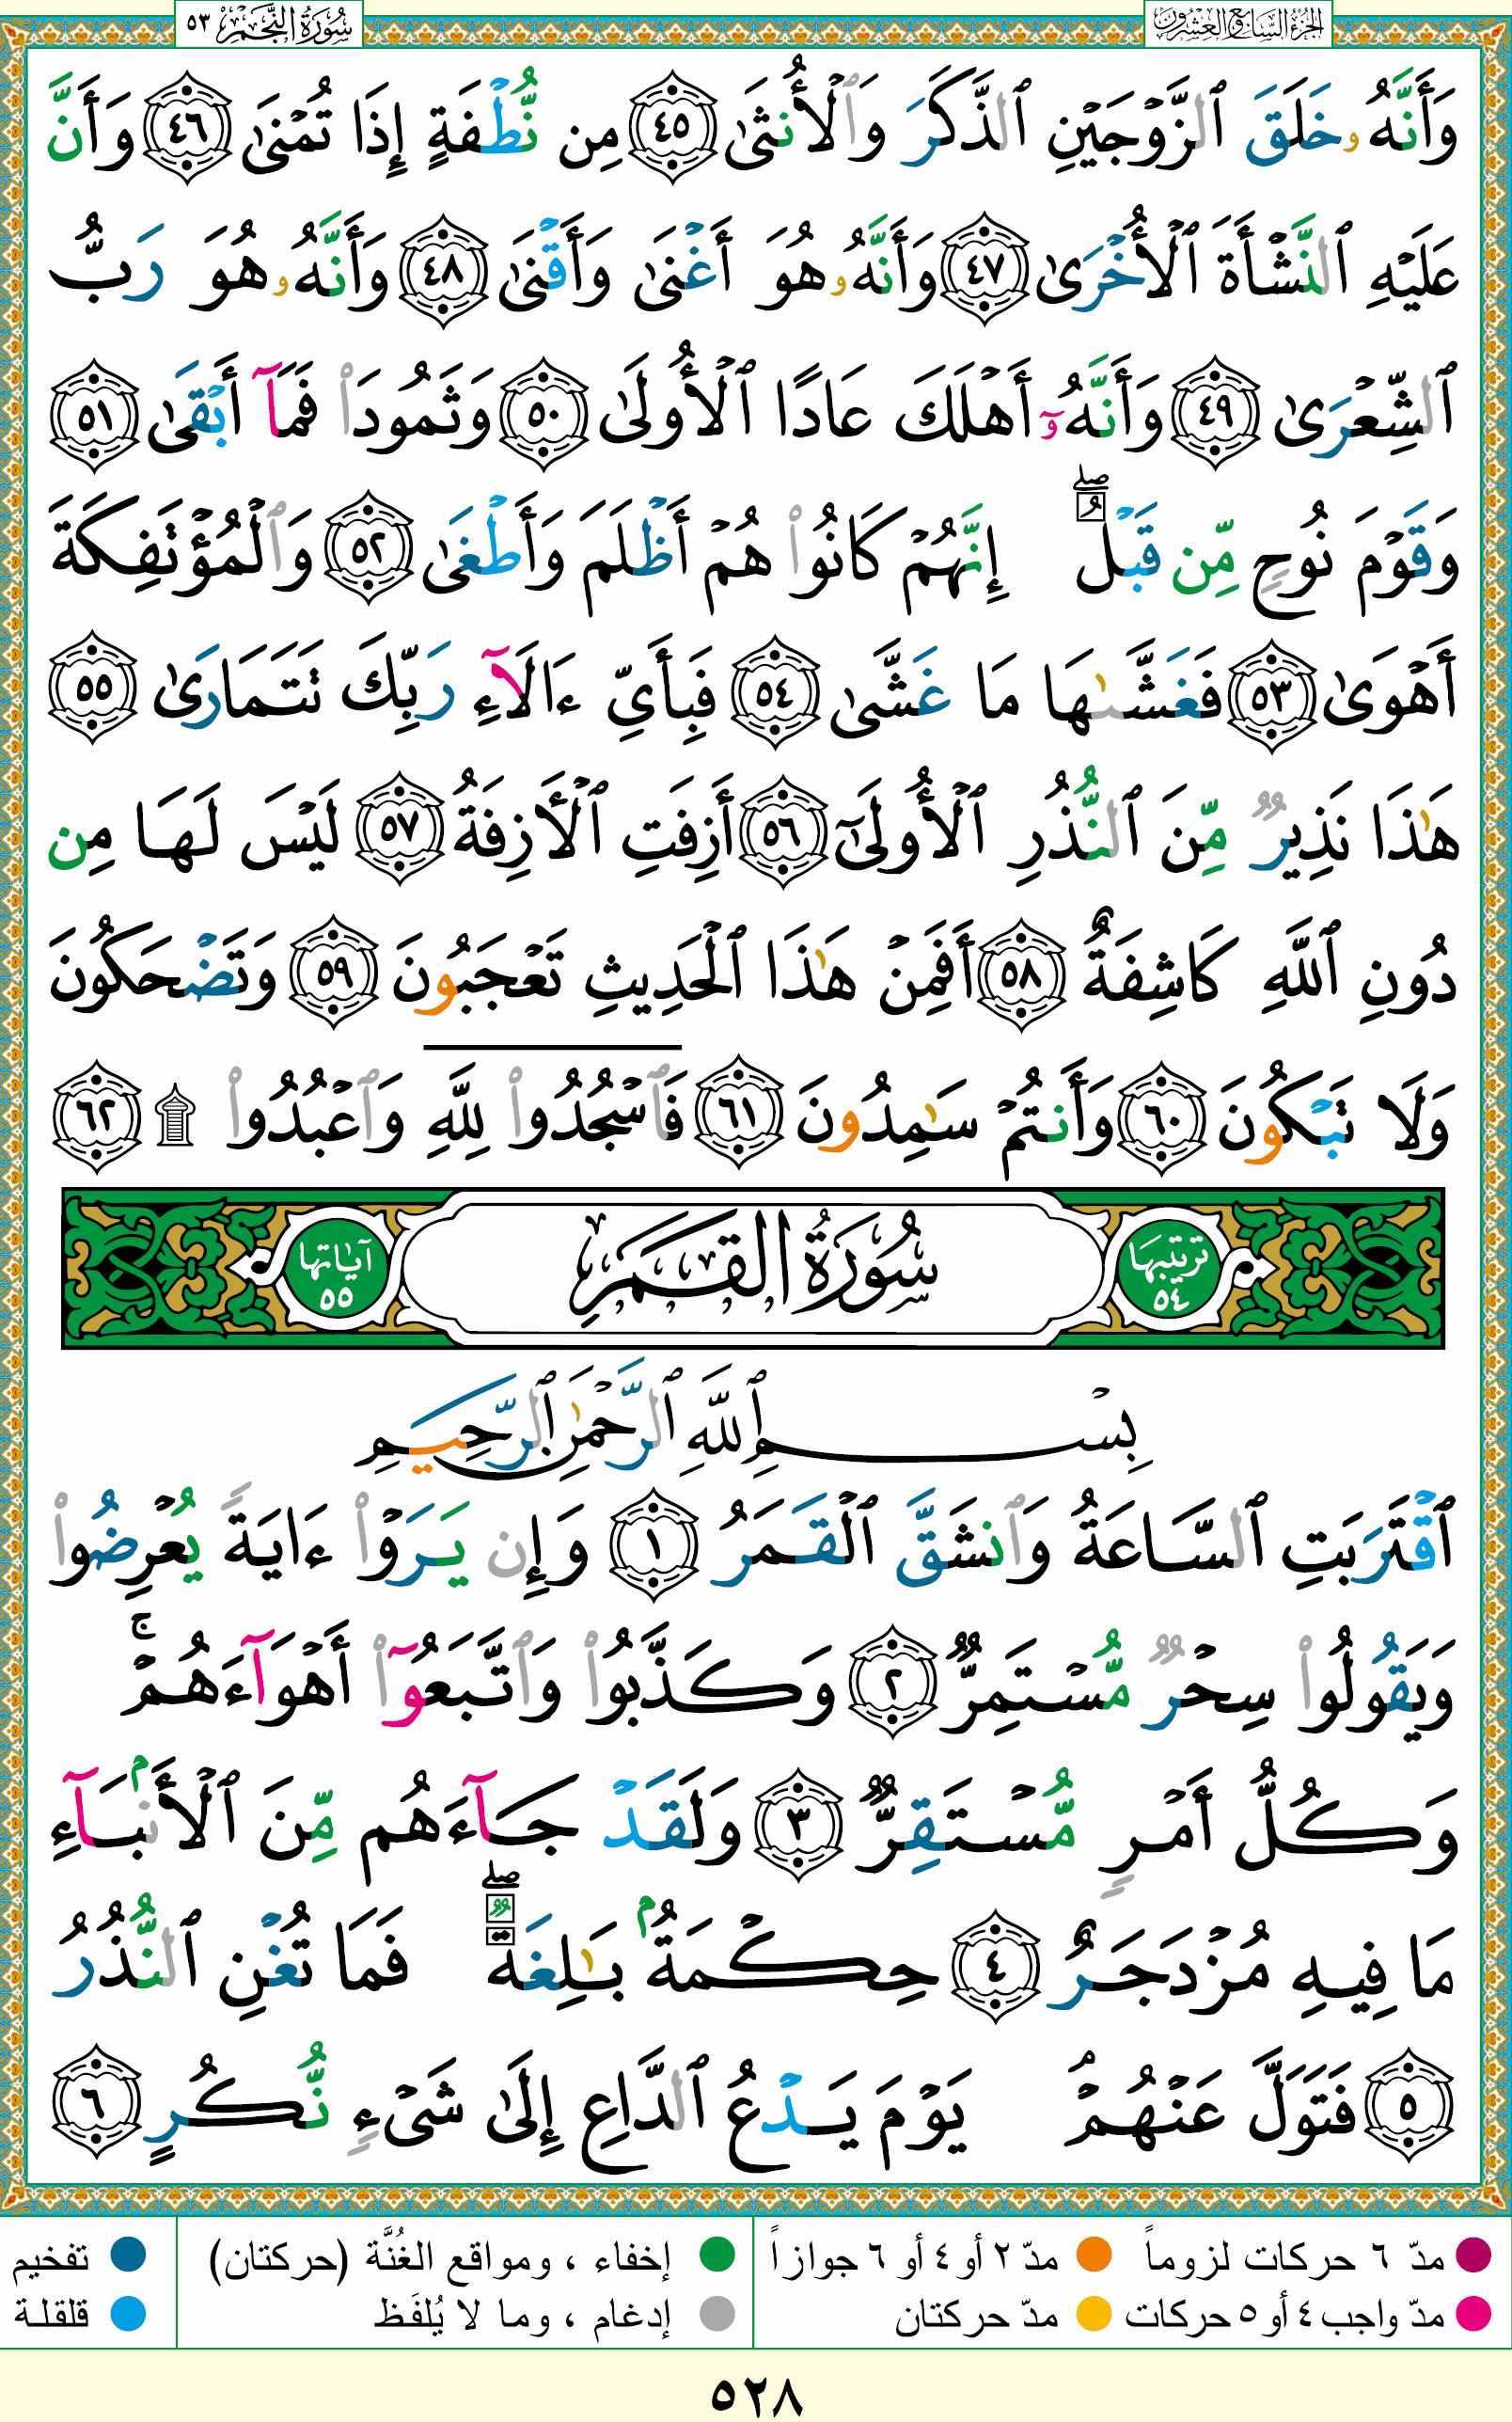 الجزء السابع والعشرون
سورة النجم ٥٣
وَأَنَّهُۥ خَلَقَ ٱلزَّوْجَيْنِ ٱلذَّكَرَ وَٱلْأُنثَىٰ ٤٥ مِن نُّطْفَةٍ إِذَا تُمْنَىٰ ٤٦ وَأَنَّ
عَلَيْهِ ٱلنَّشْأَةَ ٱلْأُخْرَىٰ ٤٧ وَأَنَّهُۥ هُوَ أَغْنَىٰ وَأَقْنَىٰ ٤٨ وَأَنَّهُۥ هُوَ رَبُّ
ٱلشِّعْرَىٰ ٤٩ وَأَنَّهُۥٓ أَهْلَكَ عَادًا ٱلْأُولَىٰ ٥٠ وَثَمُودَا۟ فَمَآ أَبْقَىٰ ٥١
وَقَوْمَ نُوحٍ مِّن قَبْلُ ۖ إِنَّهُمْ كَانُوا۟ هُمْ أَظْلَمَ وَأَطْغَىٰ ٥٢ وَٱلْمُؤْتَفِكَةَ
أَهْوَىٰ ٥٣ فَغَشَّىٰهَا مَا غَشَّىٰ ٥٤ فَبِأَىِّ ءَالَآءِ رَبِّكَ تَتَمَارَىٰ ٥٥
هَٰذَا نَذِيرٌ مِّنَ ٱلنُّذُرِ ٱلْأُولَىٰٓ ٥٦ أَزِفَتِ ٱلْـَٔازِفَةُ ٥٧ لَيْسَ لَهَا مِن
دُونِ ٱللَّهِ كَاشِفَةٌ ٥٨ أَفَمِنْ هَٰذَا ٱلْحَدِيثِ تَعْجَبُونَ ٥٩ وَتَضْحَكُونَ
وَلَا تَبْكُونَ ٦٠ وَأَنتُمْ سَٰمِدُونَ ٦١ فَٱسْجُدُوا۟ لِلَّهِ وَٱعْبُدُوا۟ ۩ ٦٢
ترتيبها ٥٤
سورة القمر
آياتها ٥٥
بِسْمِ ٱللَّهِ ٱلرَّحْمَٰنِ ٱلرَّحِيمِ
ٱقْتَرَبَتِ ٱلسَّاعَةُ وَٱنشَقَّ ٱلْقَمَرُ ١ وَإِن يَرَوْا۟ ءَايَةً يُعْرِضُوا۟
وَيَقُولُوا۟ سِحْرٌ مُّسْتَمِرٌّ ٢ وَكَذَّبُوا۟ وَٱتَّبَعُوٓا۟ أَهْوَآءَهُمْ ۚ
وَكُلُّ أَمْرٍ مُّسْتَقِرٌّ ٣ وَلَقَدْ جَآءَهُم مِّنَ ٱلْأَنۢبَآءِ
مَا فِيهِ مُزْدَجَرٌ ٤ حِكْمَةٌۢ بَٰلِغَةٌ ۖ فَمَا تُغْنِ ٱلنُّذُرُ
٥ فَتَوَلَّ عَنْهُمْ ۘ يَوْمَ يَدْعُ ٱلدَّاعِ إِلَىٰ شَىْءٍ نُّكُرٍ ٦
مدّ ٦ حركات لزوماً مدّ ٢ أو ٤ أو ٦ جوازاً إخفاء ، ومواقع الغُنَّة (حركتان) تفخيم
مدّ واجب ٤ أو ٥ حركات مدّ حركتان إدغام ، وما لا يُلفَظ قلقلة
٥٢٨